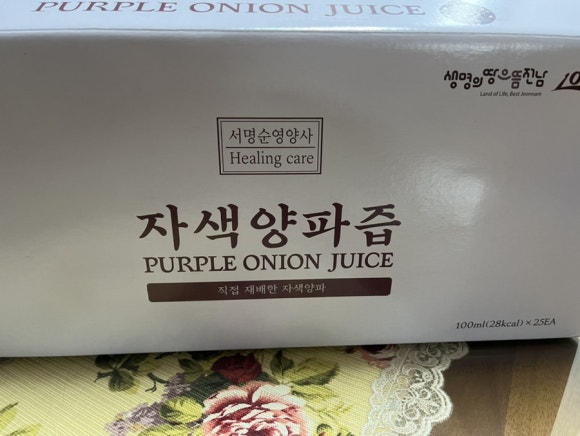 PURPLE ONION JUICE
생명의땅으뜸전남
Land of Life, Best Jeonnam
서명순영양사
Healing care
자색양파즙
PURPLE ONION JUICE
직접 재배한 자색양파
100ml(28kcal) × 25EA